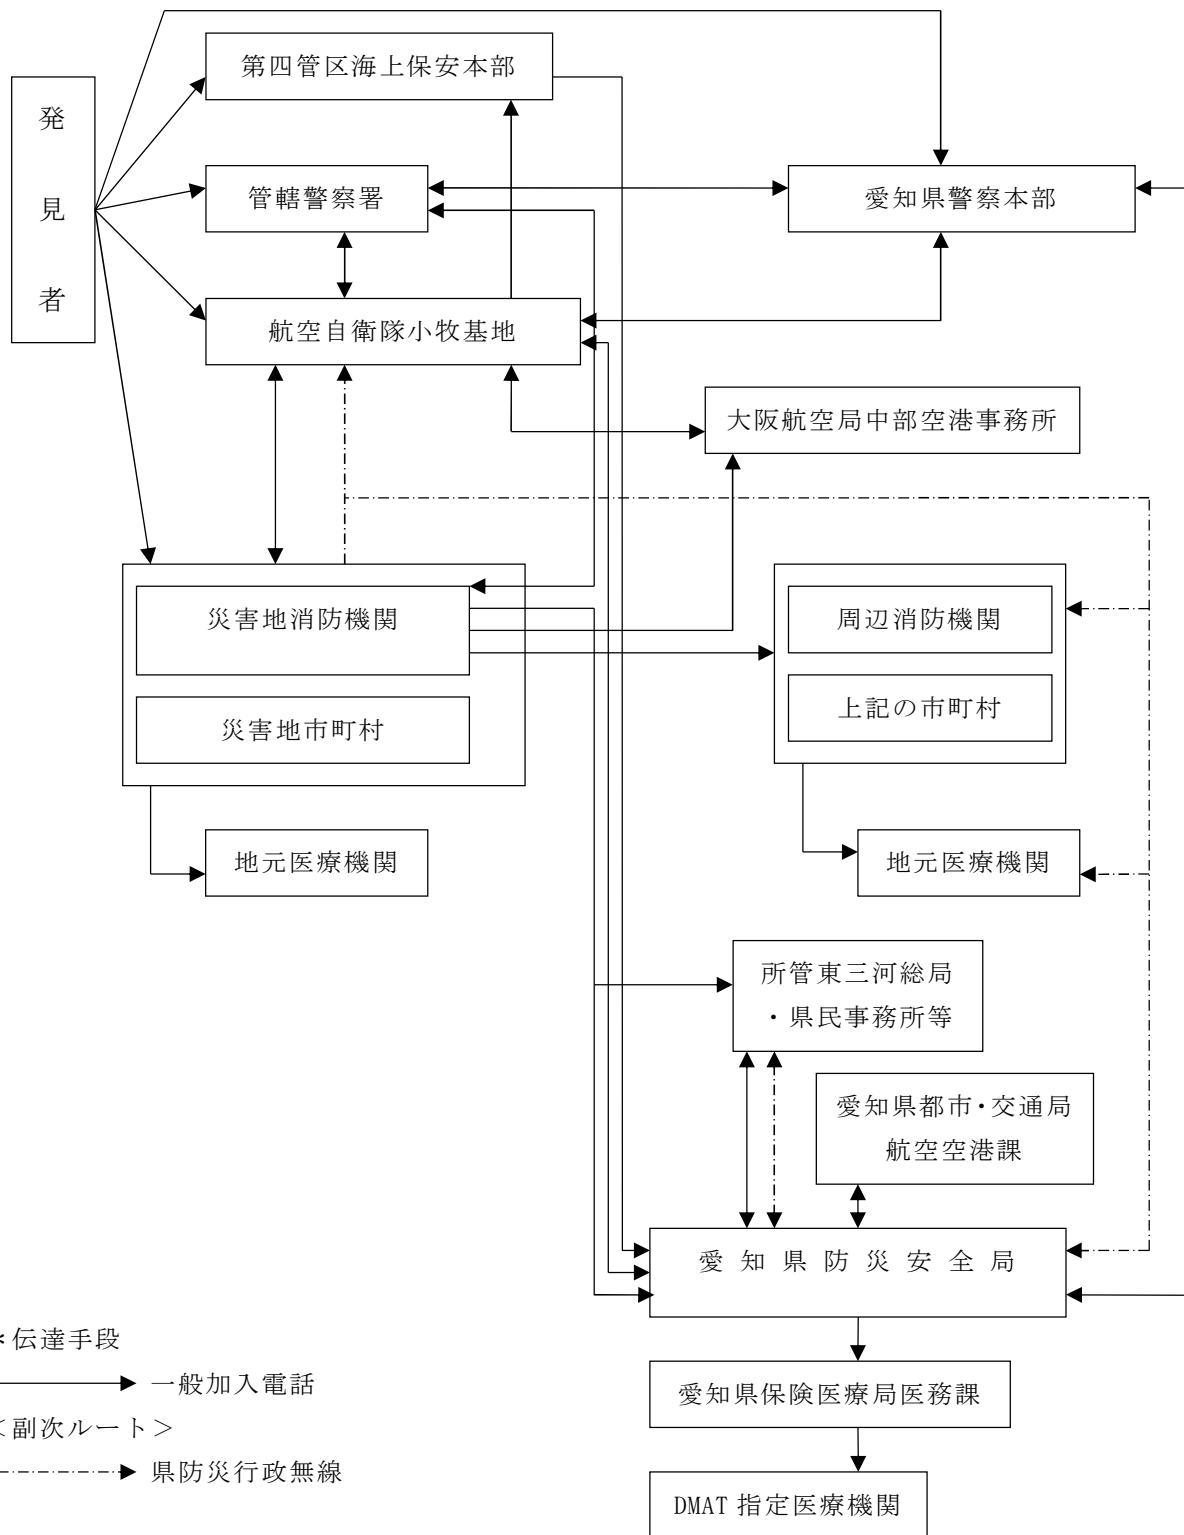 発見者
第四管区海上保安本部
管轄警察署
愛知県警察本部
航空自衛隊小牧基地
大阪航空局中部空港事務所
災害地消防機関
周辺消防機関
災害地市町村
上記の市町村
地元医療機関
地元医療機関
所管東三河総局
・県民事務所等
愛知県都市・交通局
航空空港課
愛知県防災安全局
*伝達手段
一般加入電話
愛知県保険医療局医務課
＜副次ルート＞
県防災行政無線
DMAT 指定医療機関